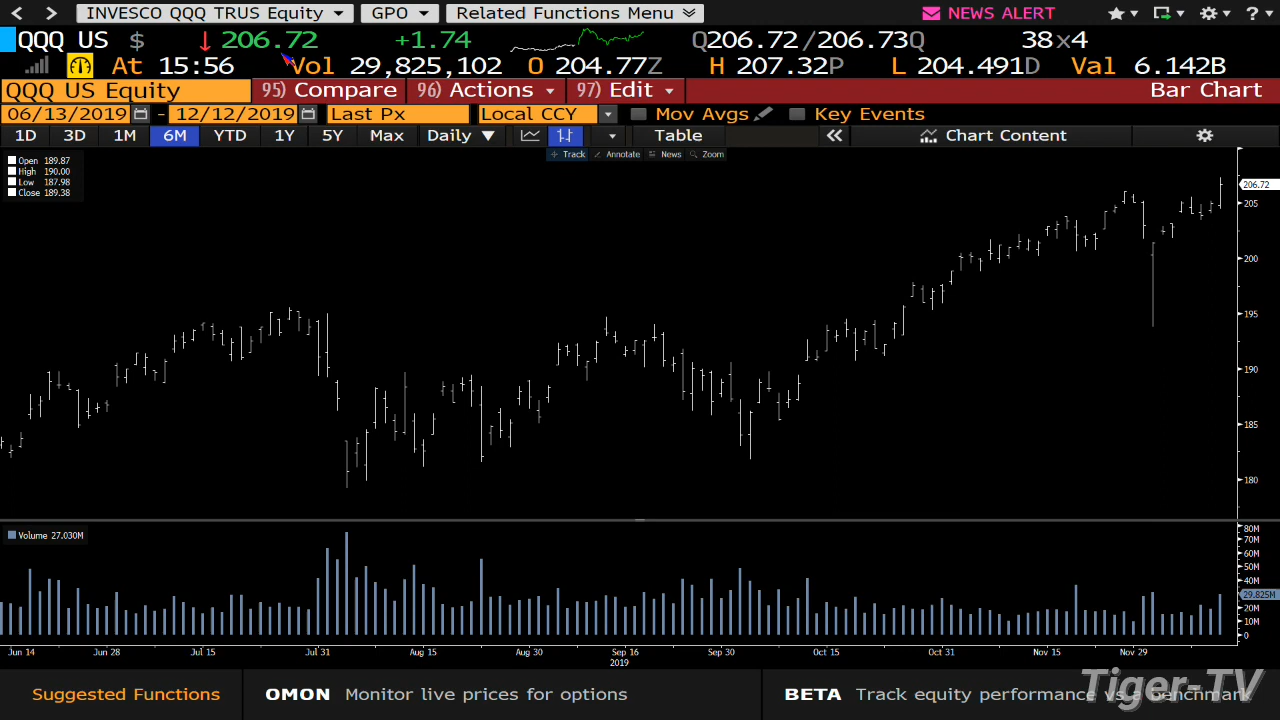 INVESCO QQQ TRUS Equity GPO Related Functions Menu NEWS ALERT ?
QQQ US $ ↓ 206.72 +1.74 Q206.72/206.73Q 38x4
At 15:56 Vol 29,825,102 O 204.77Z H 207.32P L 204.491D Val 6.142B
QQQ US Equity 95) Compare 96) Actions 97) Edit Bar Chart
06/13/2019 - 12/12/2019 Last Px Local CCY Mov Avgs Key Events
1D 3D 1M 6M YTD 1Y 5Y Max Daily ▼ Table « Chart Content
Track Annotate News Zoom
Open 189.87
High 190.00
Low 187.98
Close 189.38
206.72
205
200
195
190
185
180
Volume 27.030M
80M
70M
60M
50M
40M
29.825M
20M
10M
0
Jun 14 Jun 28 Jul 15 Jul 31 Aug 15 Aug 30 Sep 16 Sep 30 Oct 15 Oct 31 Nov 15 Nov 29
2019
Suggested Functions OMON Monitor live prices for options BETA Track equity performance vs a benchmark
Tiger-TV